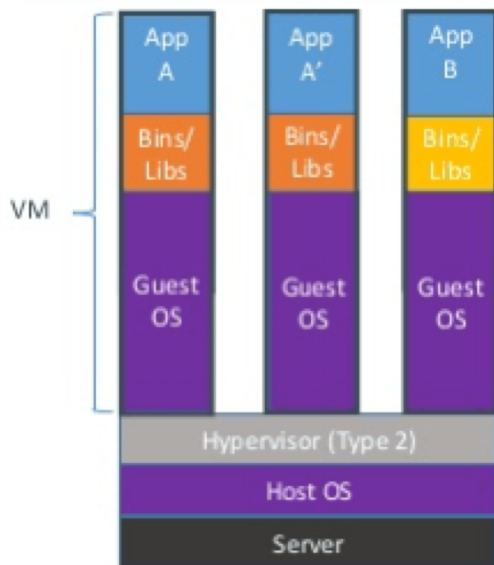 App
A
App
A’
App
B
Bins/
Libs
Bins/
Libs
Bins/
Libs
VM
Guest
OS
Guest
OS
Guest
OS
Hypervisor (Type 2)
Host OS
Server